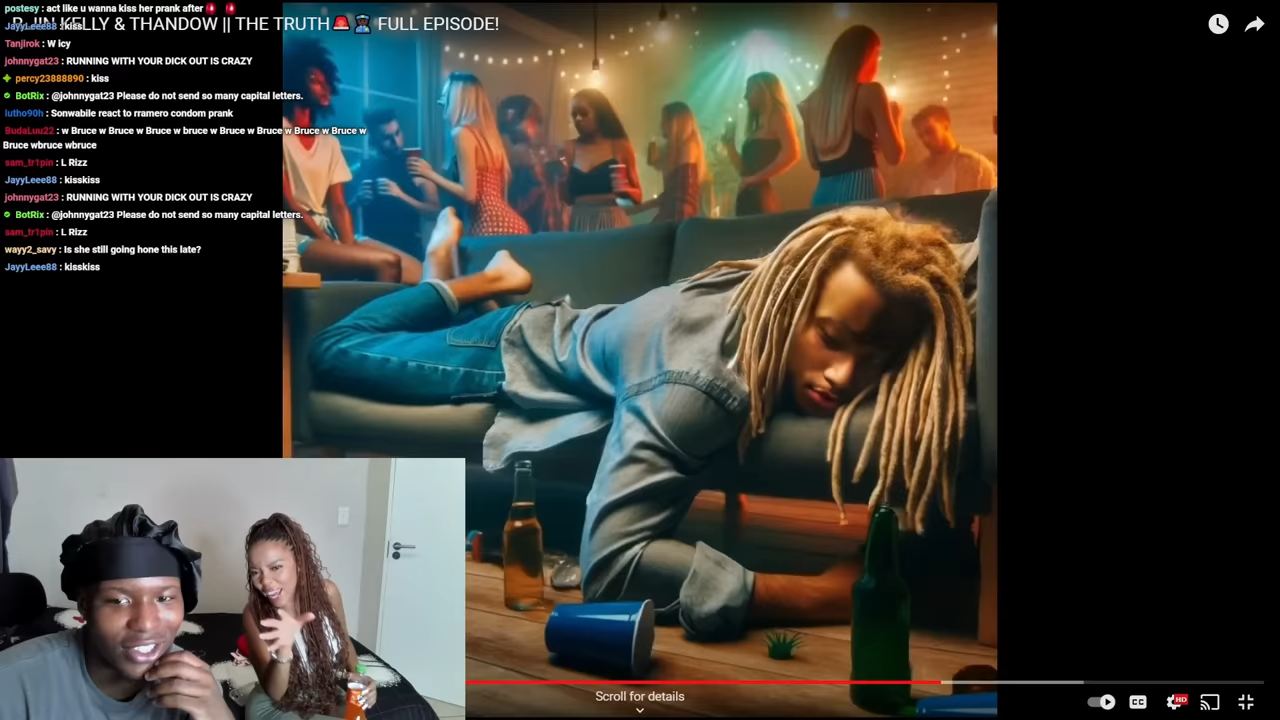 postesy : act like u wanna kiss her prank after
JayyLeee88 : kiss
KELLY & THANDOW || THE TRUTH🚨👮🏿 FULL EPISODE!
Tanjirok : W icy
johnnygat23 : RUNNING WITH YOUR DICK OUT IS CRAZY
percy23888890 : kiss
BotRix : @johnnygat23 Please do not send so many capital letters.
lutho90h : Sonwabile react to rramero condom prank
BudaLuu22 : w Bruce w Bruce w Bruce w bruce w Bruce w Bruce w Bruce w Bruce w
Bruce wbruce wbruce
sam_tr1pin : L Rizz
JayyLeee88 : kisskiss
johnnygat23 : RUNNING WITH YOUR DICK OUT IS CRAZY
BotRix : @johnnygat23 Please do not send so many capital letters.
sam_tr1pin : L Rizz
wayy2_savy : Is she still going hone this late?
JayyLeee88 : kisskiss
Scroll for details
CC
HD